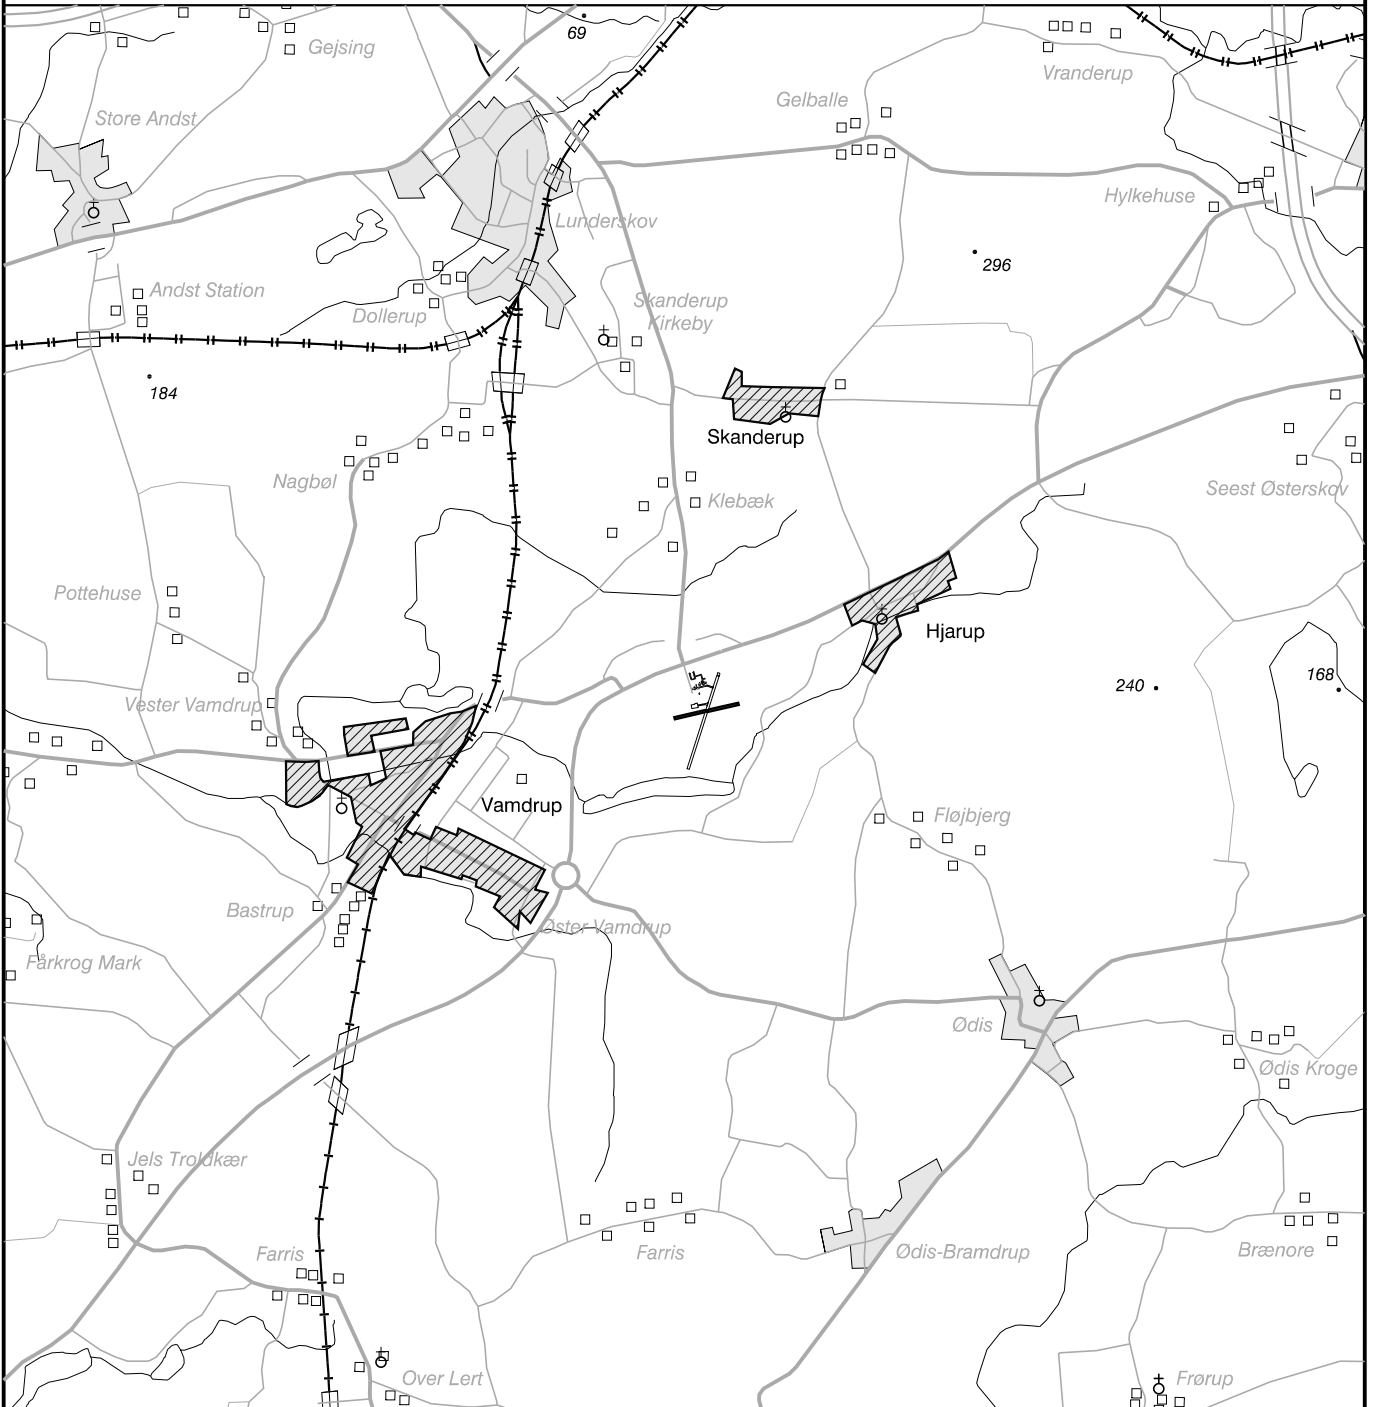 69
Gejsing
Vranderup
Gelballe
Store Andst
Hylkehuse
Lunderskov
296
Andst Station
Skanderup
Kirkeby
Dollerup
184
Skanderup
Nagbøl
Klebæk
Seest Østerskov
Pottehuse
Hjarup
168
240
Vester Vamdrup
Vamdrup
Fløjbjerg
Bastrup
Øster Vamdrup
Fårkrog Mark
Ødis
Ødis Kroge
Jels Troldkær
Farris
Farris
Ødis-Bramdrup
Brænore
Over Lert
Frørup